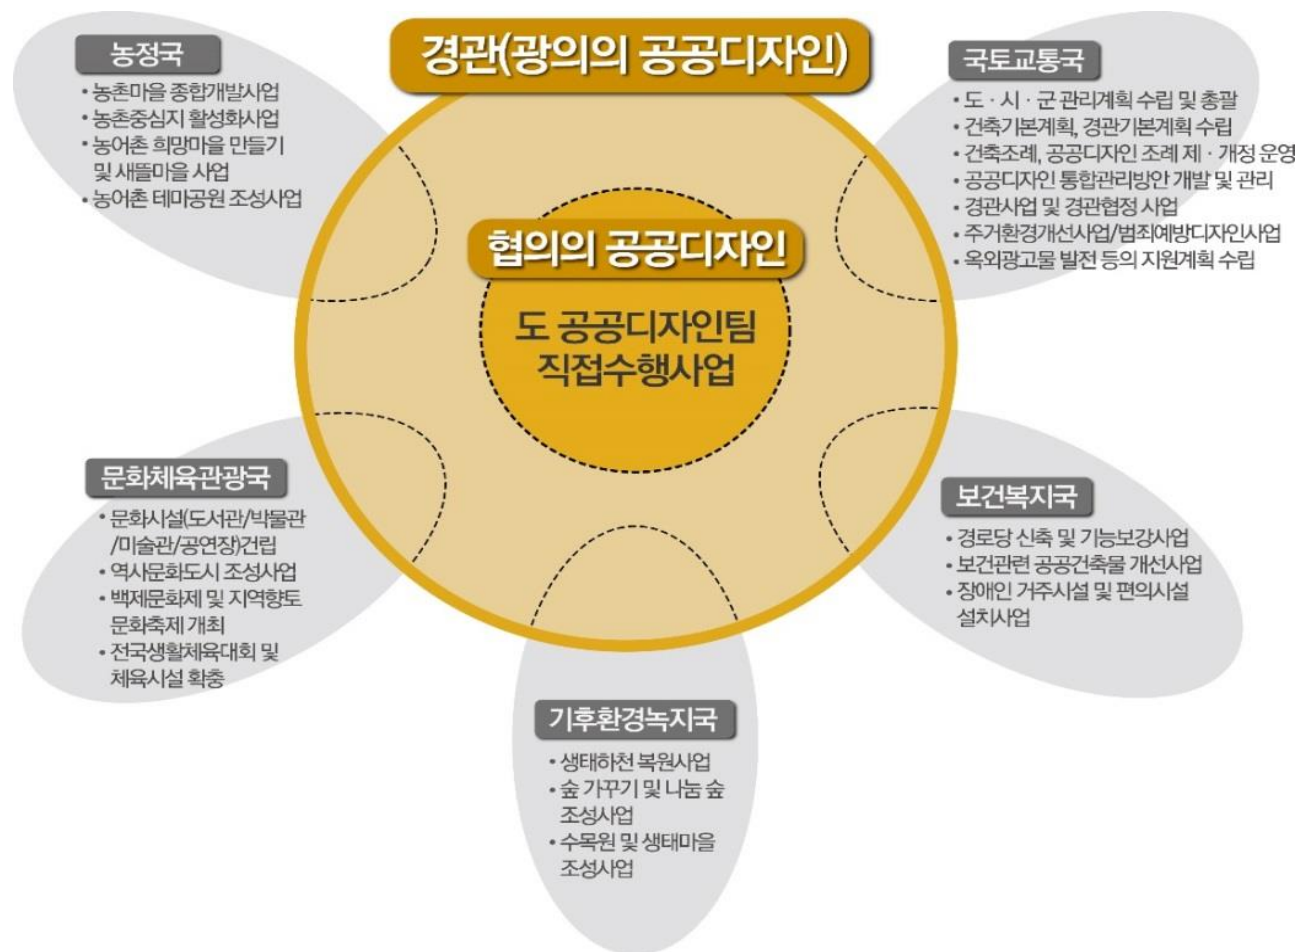 경관(광의의 공공디자인)
협의의 공공디자인
도 공공디자인팀
직접수행사업
농정국
• 농촌마을 종합개발사업
• 농촌중심지 활성화사업
• 농어촌 희망마을 만들기
및 새뜰마을 사업
• 농어촌 테마공원 조성사업
국토교통국
• 도 · 시 · 군 관리계획 수립 및 총괄
• 건축기본계획, 경관기본계획 수립
• 건축조례, 공공디자인 조례 제 · 개정 운영
• 공공디자인 통합관리방안 개발 및 관리
• 경관사업 및 경관협정 사업
• 주거환경개선사업/범죄예방디자인사업
• 옥외광고물 발전 등의 지원계획 수립
문화체육관광국
• 문화시설(도서관/박물관
/미술관/공연장)건립
• 역사문화도시 조성사업
• 백제문화제 및 지역향토
문화축제 개최
• 전국생활체육대회 및
체육시설 확충
보건복지국
• 경로당 신축 및 기능보강사업
• 보건관련 공공건축물 개선사업
• 장애인 거주시설 및 편의시설
설치사업
기후환경녹지국
• 생태하천 복원사업
• 숲 가꾸기 및 나눔 숲
조성사업
• 수목원 및 생태마을
조성사업